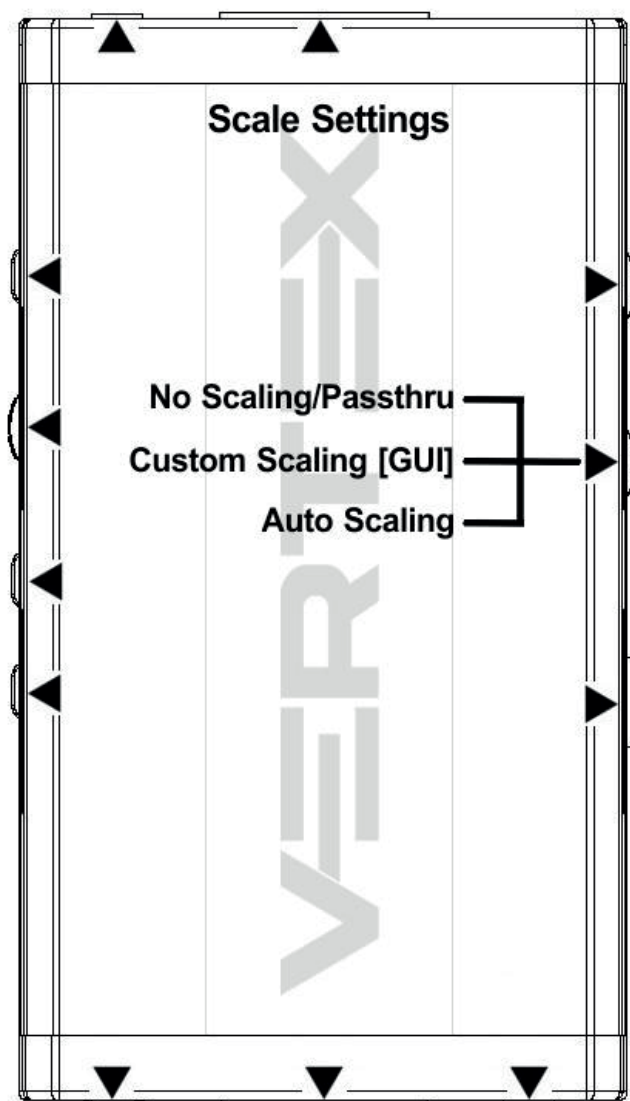 Scale Settings
No Scaling/Passthru
Custom Scaling [GUI]
Auto Scaling
VERTEX